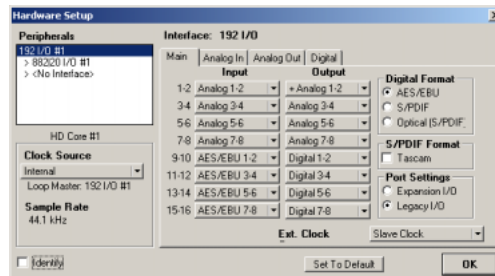 Hardware Setup
Peripherals
192 I/O #1
> 882|20 I/O #1
> <No Interface>
HD Core #1
Clock Source
Internal
Loop Master: 192 I/O #1
Sample Rate
44.1 kHz
Identify
Interface: 192 I/O
Main Analog In Analog Out Digital
Input Output
1-2 Analog 1-2 + Analog 1-2
3-4 Analog 3-4 Analog 3-4
5-6 Analog 5-6 Analog 5-6
7-8 Analog 7-8 Analog 7-8
9-10 AES/EBU 1-2 Digital 1-2
11-12 AES/EBU 3-4 Digital 3-4
13-14 AES/EBU 5-6 Digital 5-6
15-16 AES/EBU 7-8 Digital 7-8
Ext. Clock Slave Clock
Digital Format
AES/EBU
S/PDIF
Optical (S/PDIF
S/PDIF Format
Tascam
Port Settings
Expansion I/O
Legacy I/O
Set To Default
OK